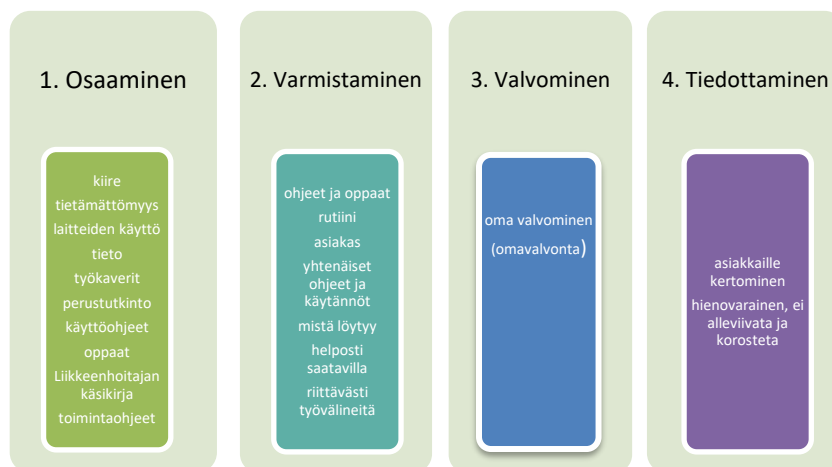 1. Osaaminen
kiire
tietämättömyys
laitteiden käyttö
tieto
työkaverit
perustutkinto
käyttöohjeet
oppaat
Liikkeenhoitajan
käsikirja
toimintaohjeet
2. Varmistaminen
ohjeet ja oppaat
rutiini
asiakas
yhtenäiset
ohjeet ja
käytännöt
mistä löytyy
helposti
saatavilla
riittävästi
työvälineitä
3. Valvominen
oma valvominen
(omavalvonta)
4. Tiedottaminen
asiakkaille
kertominen
hienovarainen, ei
alleviivata ja
korosteta